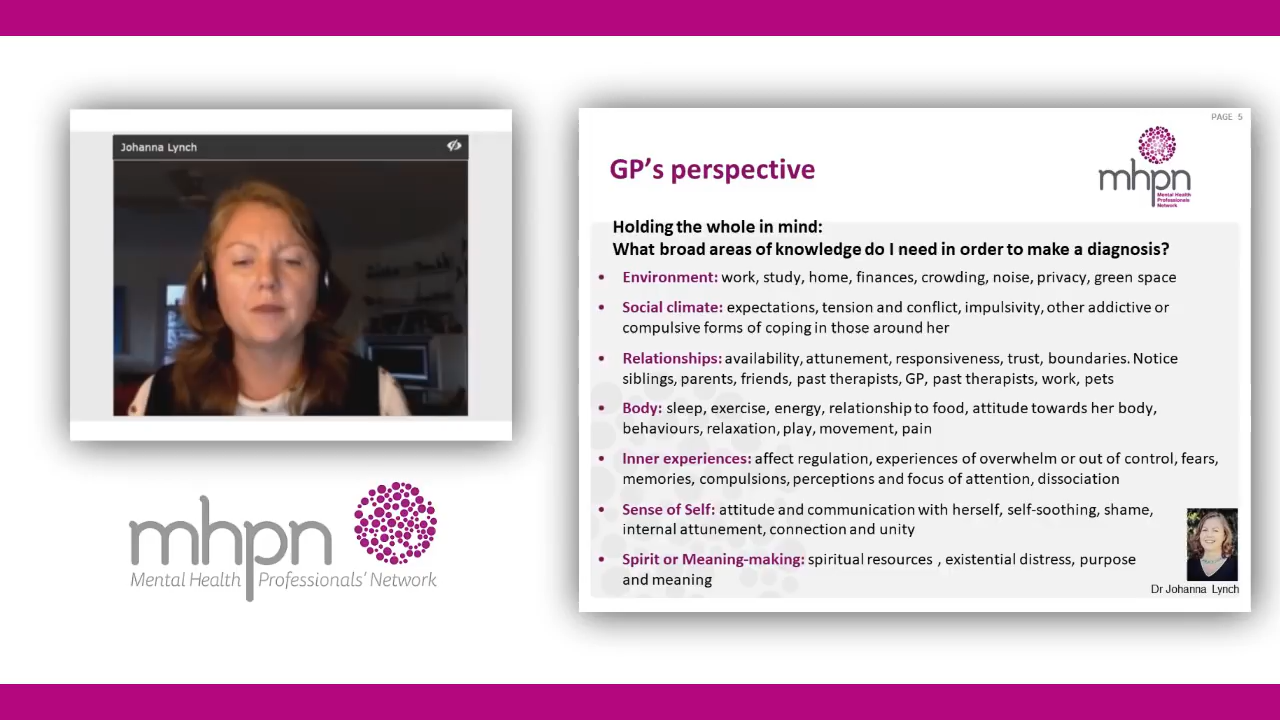 Johanna Lynch
mhpn
Mental Health Professionals' Network
PAGE 5
GP's perspective
mhpn
Mental Health
Professionals
Network
Holding the whole in mind:
What broad areas of knowledge do I need in order to make a diagnosis?
• Environment: work, study, home, finances, crowding, noise, privacy, green space
• Social climate: expectations, tension and conflict, impulsivity, other addictive or
compulsive forms of coping in those around her
• Relationships: availability, attunement, responsiveness, trust, boundaries. Notice
siblings, parents, friends, past therapists, GP, past therapists, work, pets
• Body: sleep, exercise, energy, relationship to food, attitude towards her body,
behaviours, relaxation, play, movement, pain
• Inner experiences: affect regulation, experiences of overwhelm or out of control, fears,
memories, compulsions, perceptions and focus of attention, dissociation
• Sense of Self: attitude and communication with herself, self-soothing, shame,
internal attunement, connection and unity
• Spirit or Meaning-making: spiritual resources , existential distress, purpose
and meaning
Dr Johanna Lynch